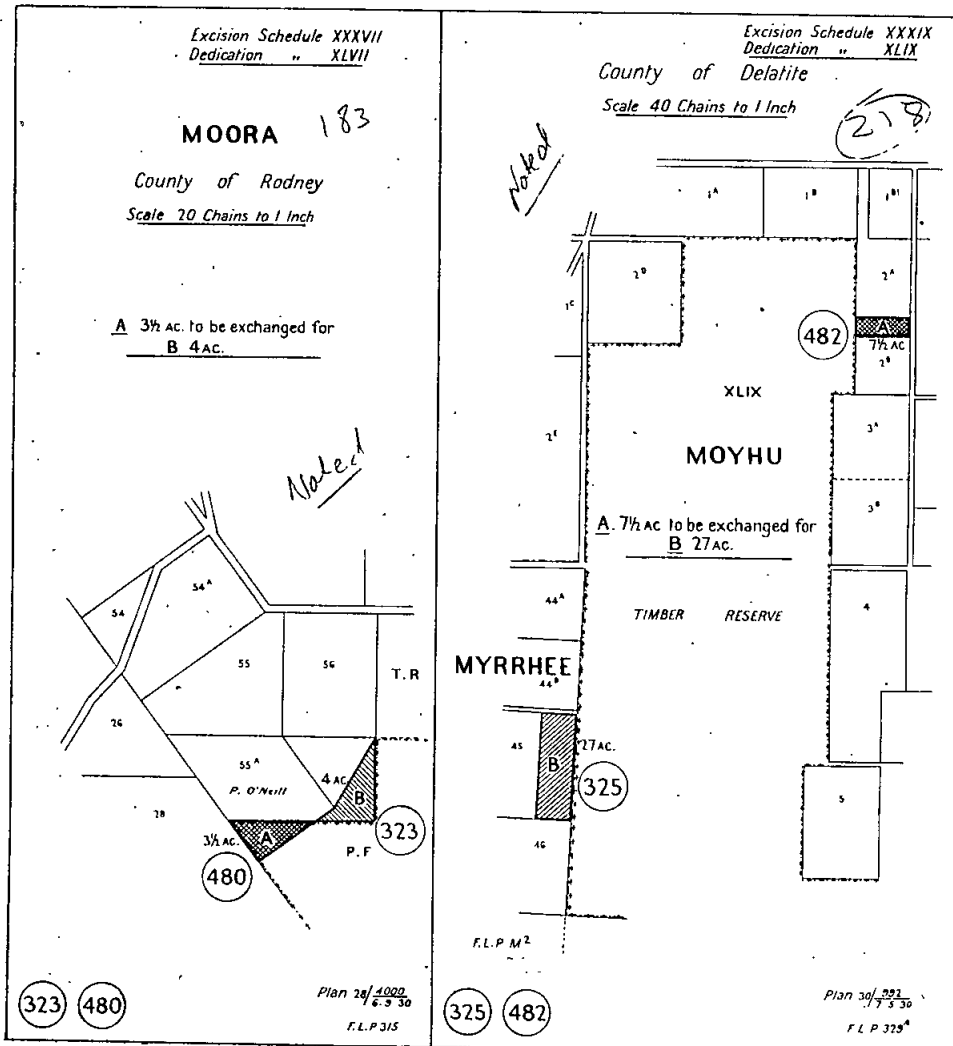 Excision Schedule XXXVII
Dedication " XLVII
MOORA 183
County of Rodney
Scale 20 Chains to 1 Inch
A 3½ AC. to be exchanged for
B 4 AC.
Noted
54
54A
55
56
T.R
26
55A
P. O'Neill
4 AC.
B
28
3½ AC.
A
P.F
323
480
323 480
Plan 28/4000
6.9 30
F.L.P 315
Excision Schedule XXXIX
Dedication " XLIX
County of Delatite
Scale 40 Chains to 1 Inch
218
Noted
1A
1B
1B1
2D
2A
1C
A
482
7½ AC
2B
XLIX
3A
2E
MOYHU
3B
A. 7½ AC to be exchanged for
B 27 AC.
44A
4
TIMBER RESERVE
MYRRHEE
44B
45
27 AC.
B
325
5
46
F.L.P M2
325 482
Plan 30/992
7 5 30
F L P 329A